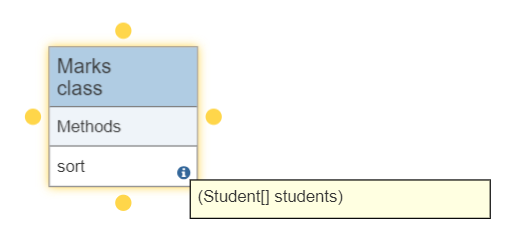 Marks
class
Methods
sort
(Student[] students)